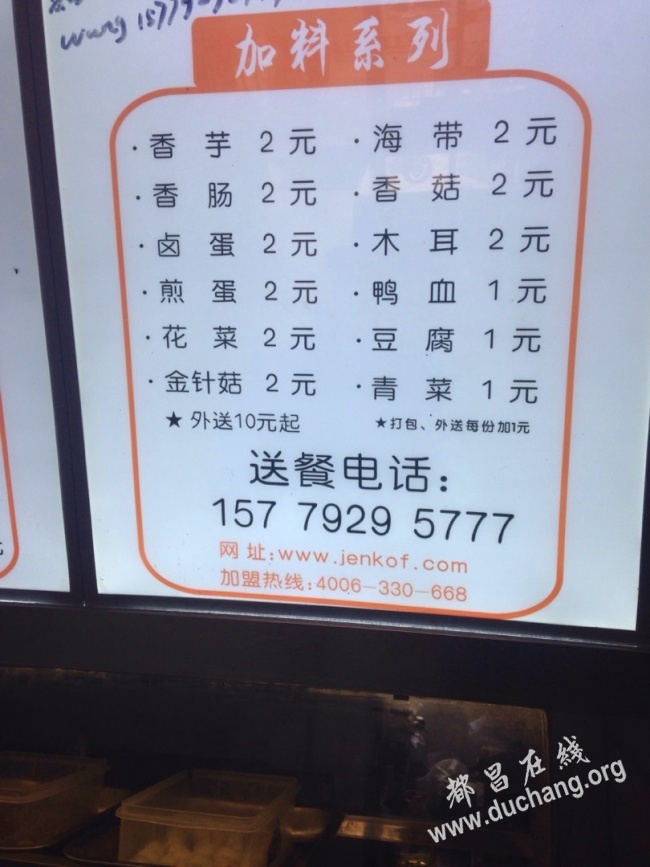 加料系列
· 香芋 2元
· 海带 2元
· 香肠 2元
· 香菇 2元
· 卤蛋 2元
· 木耳 2元
· 煎蛋 2元
· 鸭血 1元
· 花菜 2元
· 豆腐 1元
· 金针菇 2元
· 青菜 1元
★ 外送10元起
★打包、外送每份加1元
送餐电话：
157 7929 5777
网址:www.jenkof.com
加盟热线:4006-330-668
元
都昌在线
www.duchang.org